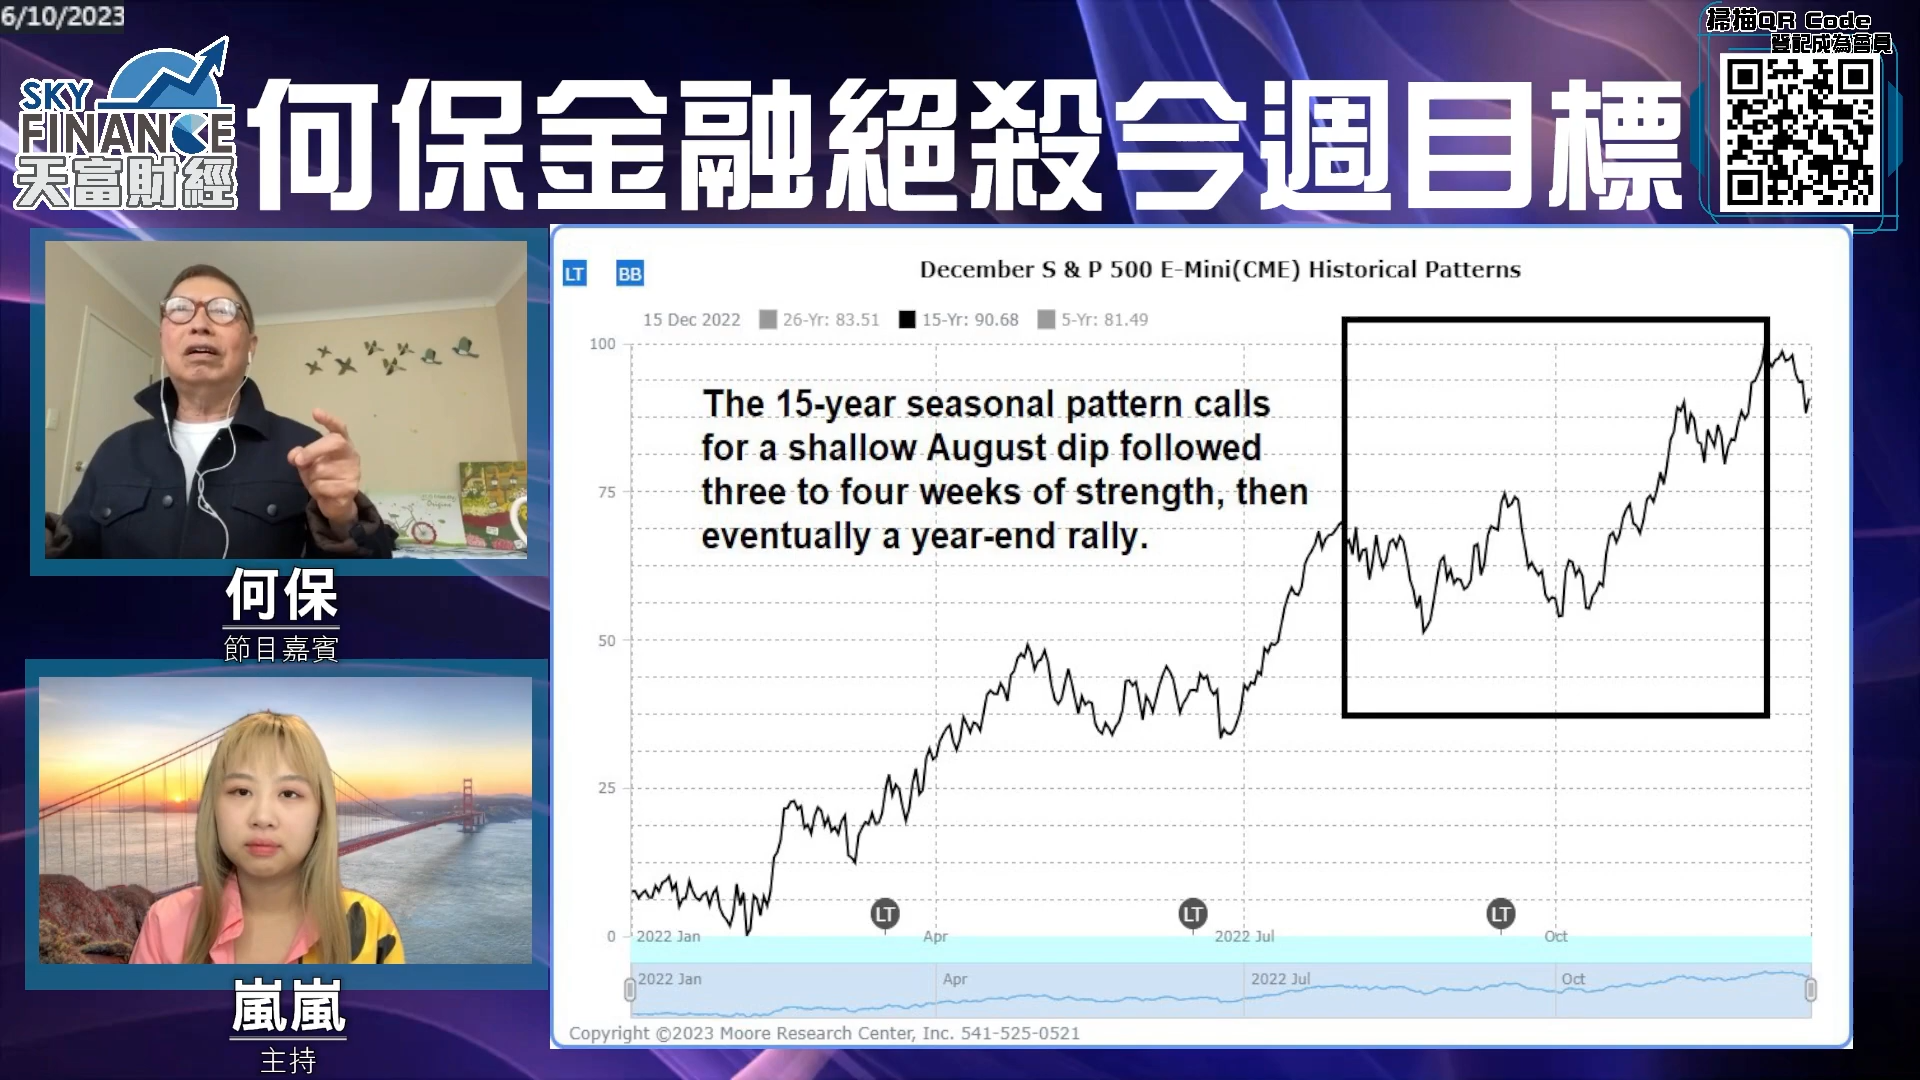 6/10/2023
掃描QR Code
登記成為會員
SKY
FINANCE
天富財經
何保金融絕殺今週目標
何保
節目嘉賓
嵐嵐
主持
LT
BB
December S & P 500 E-Mini(CME) Historical Patterns
15 Dec 2022
26-Yr: 83.51
15-Yr: 90.68
5-Yr: 81.49
The 15-year seasonal pattern calls
for a shallow August dip followed
three to four weeks of strength, then
eventually a year-end rally.
100
75
50
25
0
LT
LT
LT
2022 Jan
Apr
2022 Jul
Oct
2022 Jan
Apr
2022 Jul
Oct
Copyright ©2023 Moore Research Center, Inc. 541-525-0521